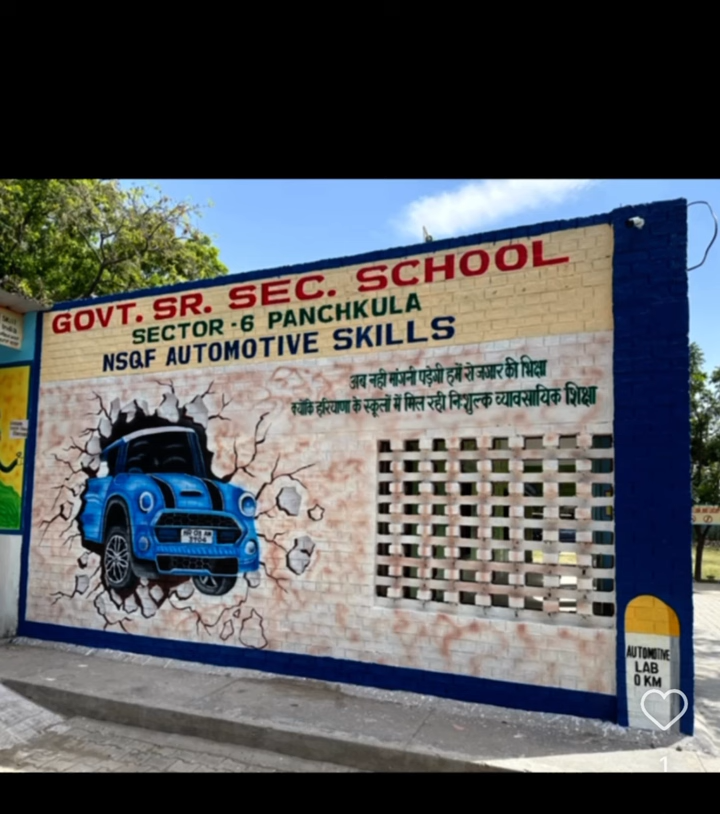 GOVT. SR. SEC. SCHOOL
SECTOR - 6 PANCHKULA
NSQF AUTOMOTIVE SKILLS
अब नही मांगनी पड़ेगी हमें रोजगार की भिक्षा
क्योंकि हरियाणा के स्कूलों में मिल रही निःशुल्क व्यावसायिक शिक्षा
AUTOMOTIVE
LAB
0 KM
1